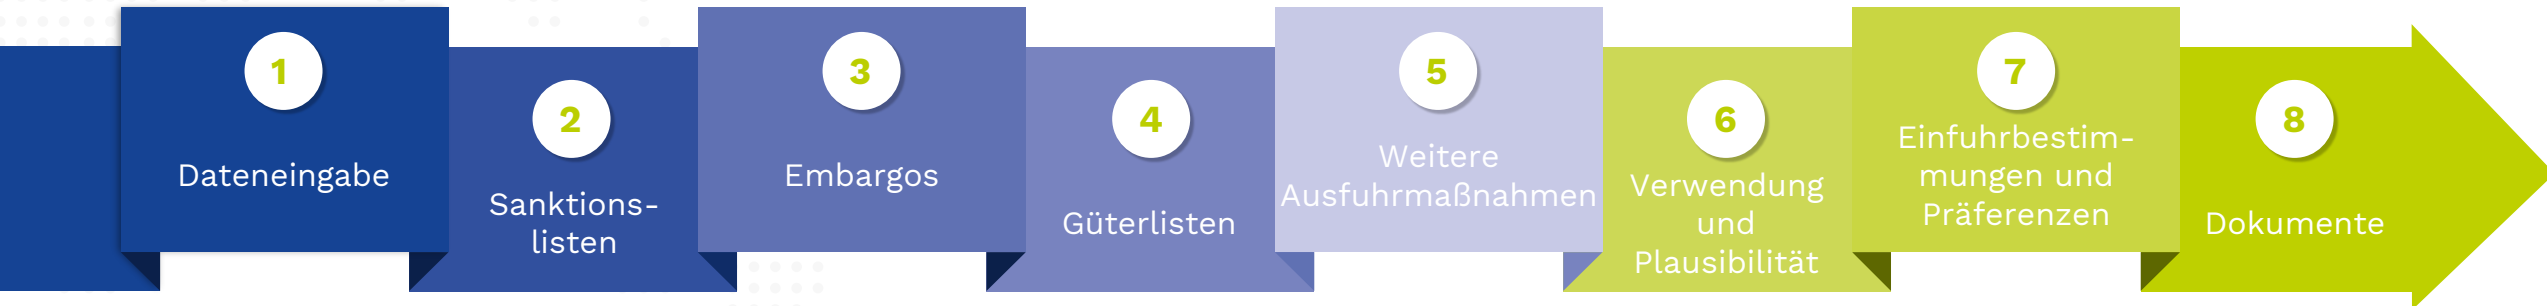 1
Dateneingabe
2
Sanktions-
listen
3
Embargos
4
Güterlisten
5
Weitere
Ausfuhrmaßnahmen
6
Verwendung
und
Plausibilität
7
Einfuhrbestim-
mungen und
Präferenzen
8
Dokumente